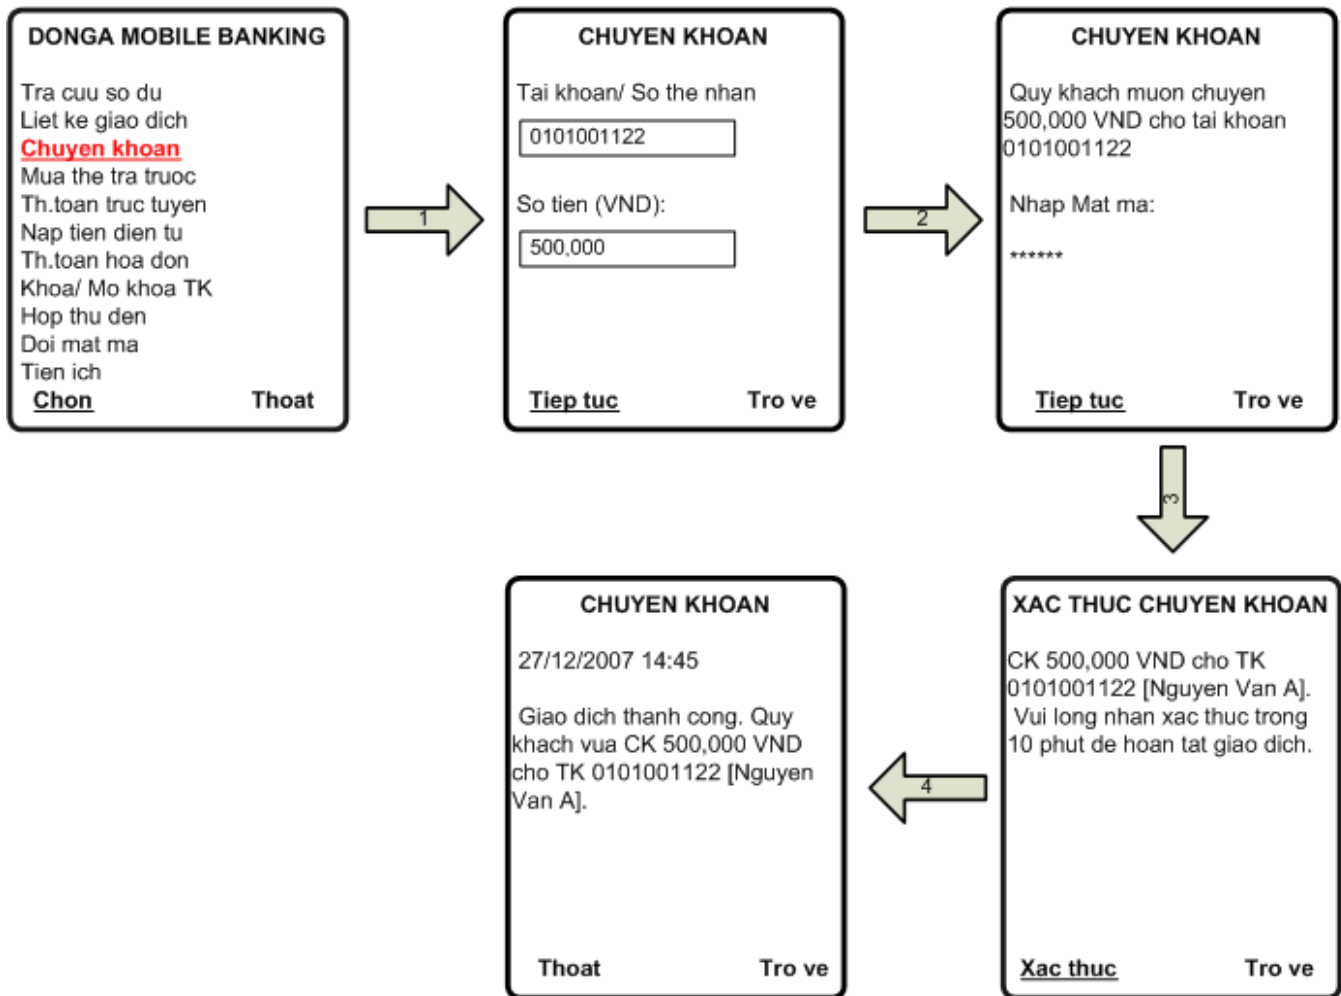 DONGA MOBILE BANKING
Tra cuu so du
Liet ke giao dich
Chuyen khoan
Mua the tra truoc
Th.toan truc tuyen
Nap tien dien tu
Th.toan hoa don
Khoa/ Mo khoa TK
Hop thu den
Doi mat ma
Tien ich
Chon Thoat
1
CHUYEN KHOAN
Tai khoan/ So the nhan
0101001122
So tien (VND):
500,000
Tiep tuc Tro ve
2
CHUYEN KHOAN
Quy khach muon chuyen
500,000 VND cho tai khoan
0101001122
Nhap Mat ma:
******
Tiep tuc Tro ve
3
XAC THUC CHUYEN KHOAN
CK 500,000 VND cho TK
0101001122 [Nguyen Van A].
Vui long nhan xac thuc trong
10 phut de hoan tat giao dich.
Xac thuc Tro ve
4
CHUYEN KHOAN
27/12/2007 14:45
Giao dich thanh cong. Quy
khach vua CK 500,000 VND
cho TK 0101001122 [Nguyen
Van A].
Thoat Tro ve